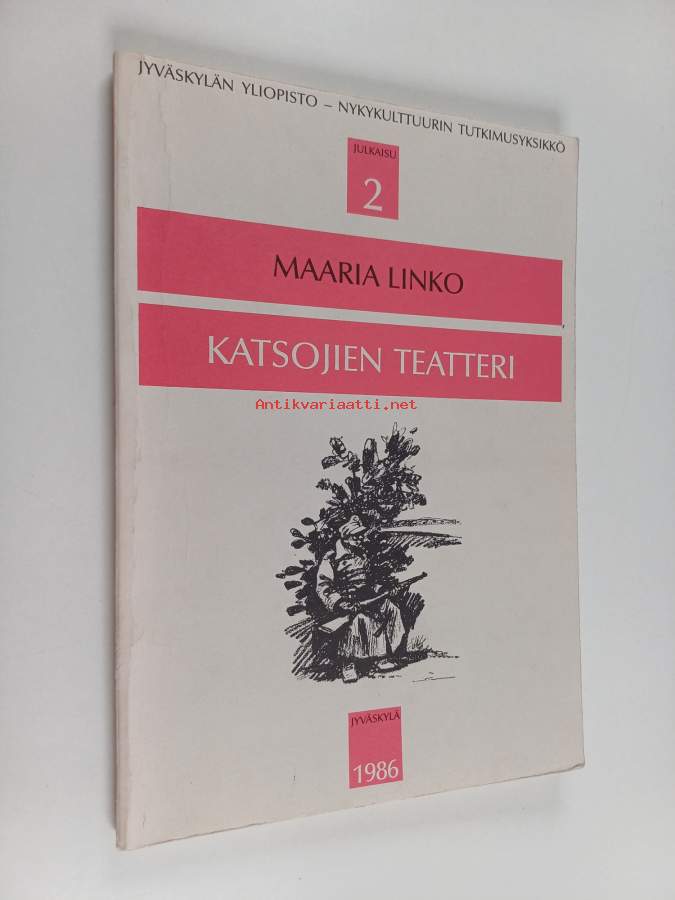 JYVÄSKYLÄN YLIOPISTO – NYKYKULTTUURIN TUTKIMUSYKSIKKÖ
JULKAISU
2
MAARIA LINKO
KATSOJIEN TEATTERI
Antikvariaatti.net
JYVÄSKYLÄ
1986